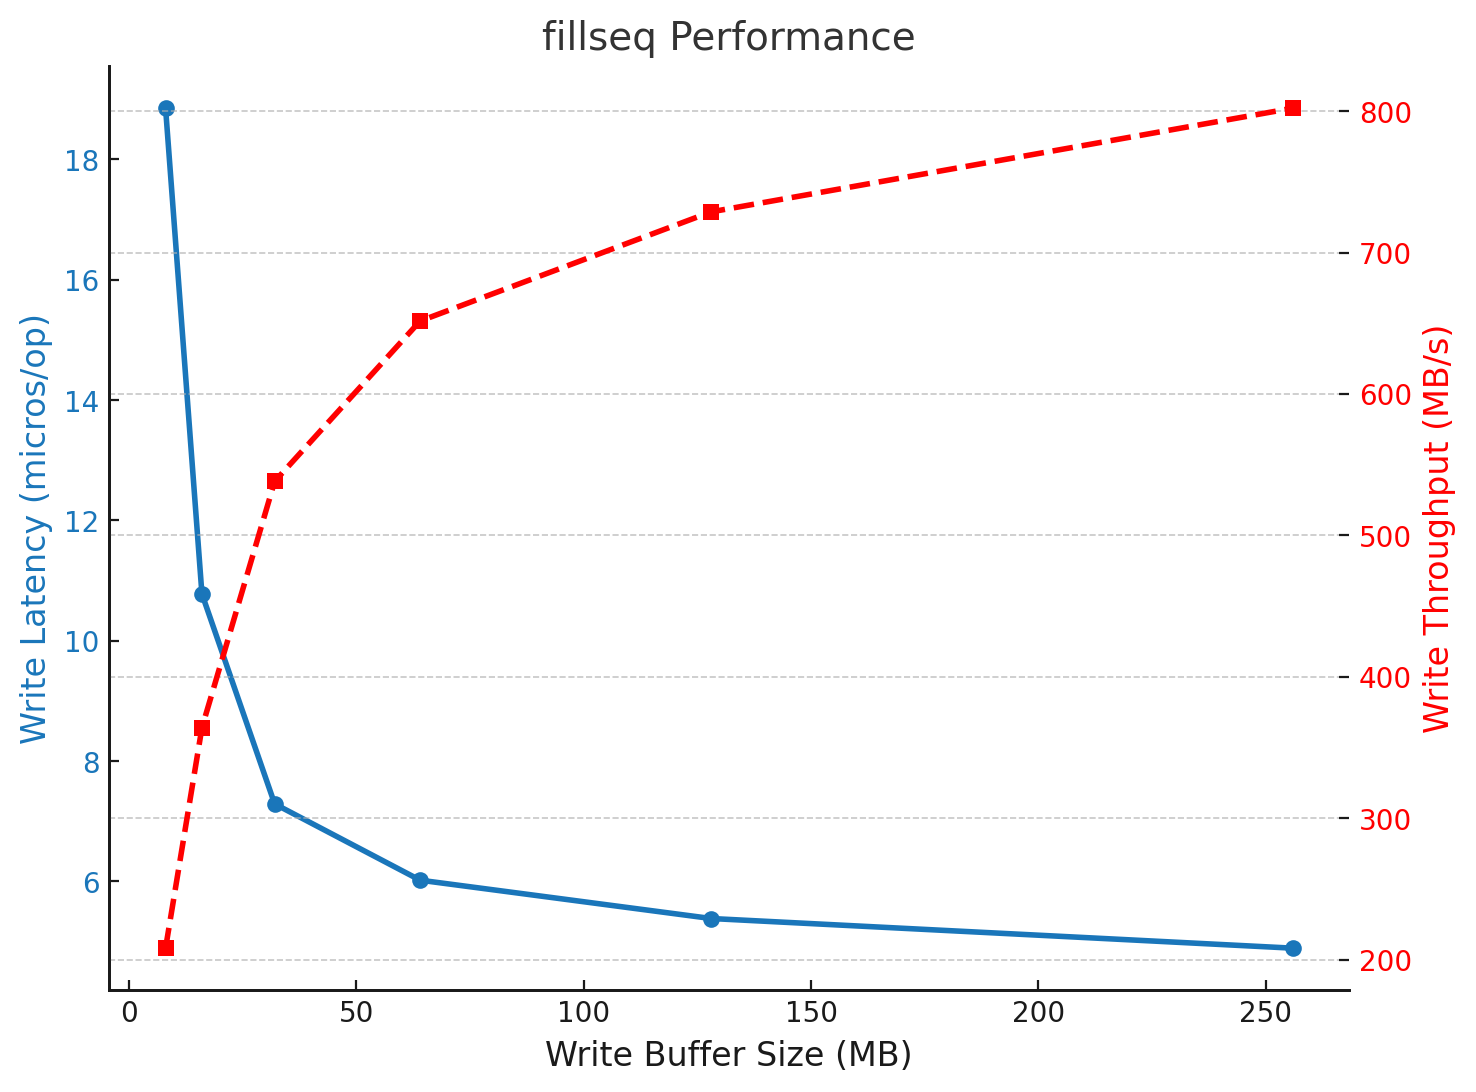 fillseq Performance
Write Latency (micros/op)
18
16
14
12
10
8
6
800
700
600
500
400
300
200
Write Throughput (MB/s)
0 50 100 150 200 250
Write Buffer Size (MB)